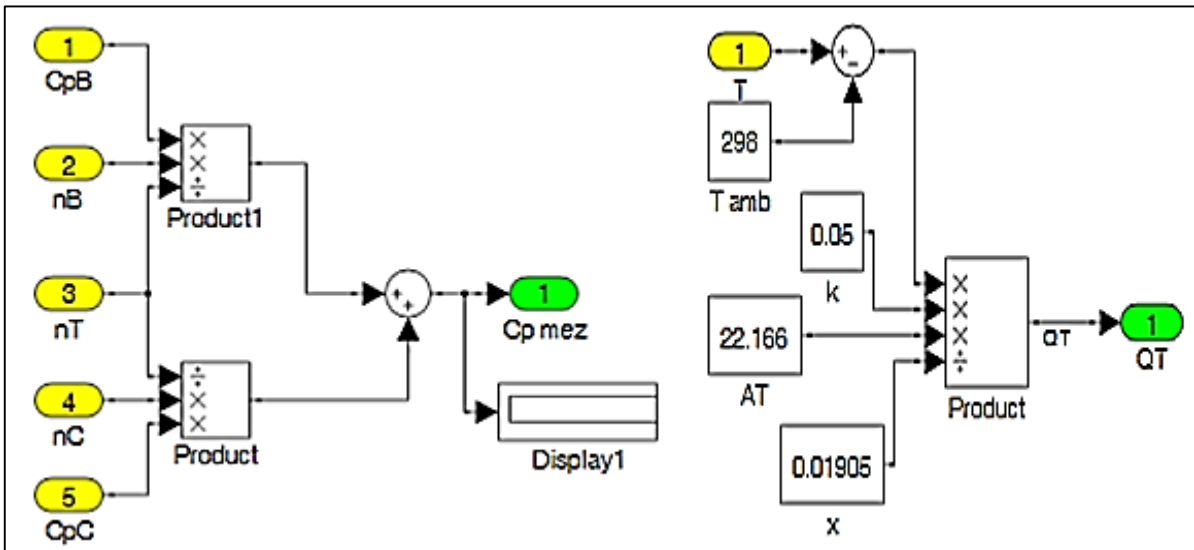 1
CpB
2
nB
3
nT
4
nC
5
CpC
×
×
÷
Product1
÷
×
×
Product
+
+
1
Cp mez
Display1
1
T
+
−
298
T amb
0.05
k
22.166
AT
0.01905
x
×
×
×
÷
Product
QT
1
QT